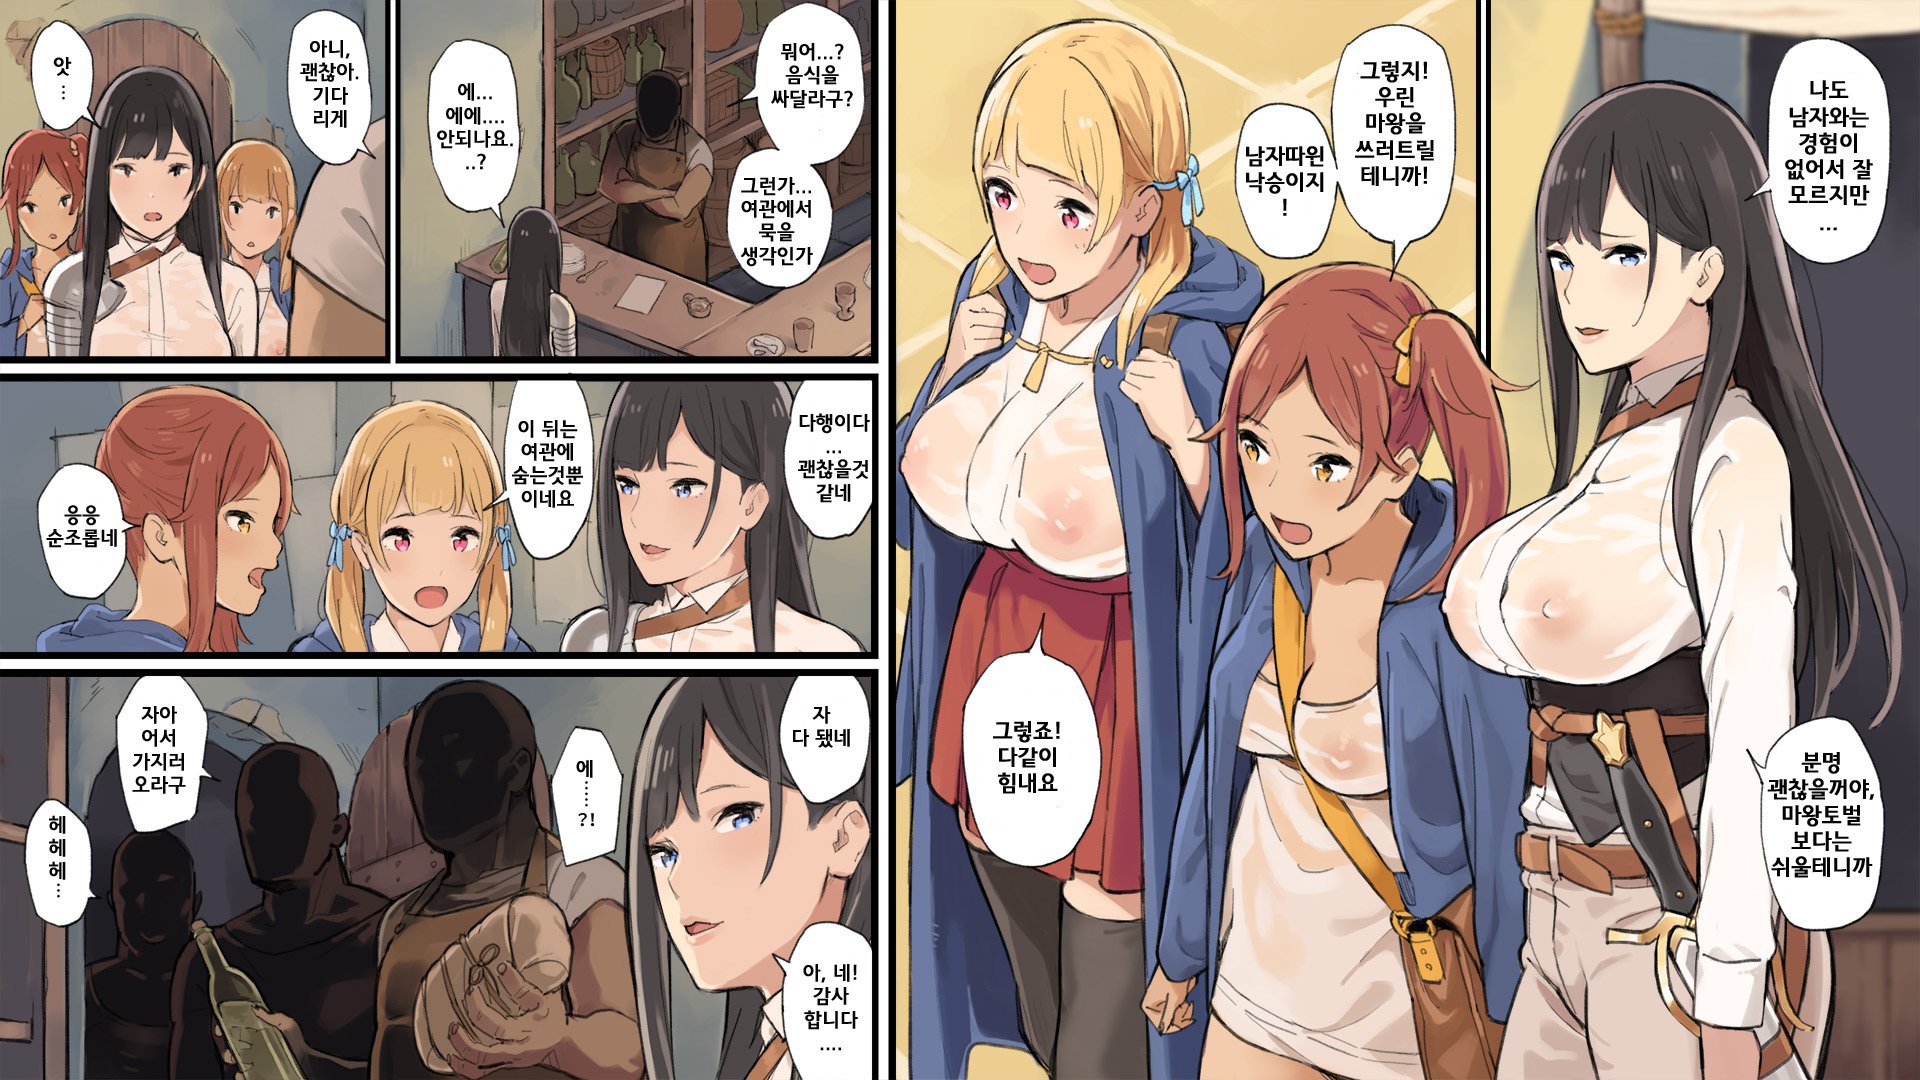 나도
남자와는
경험이
없어서 잘
모르지만
...
그렇지!
우린
마왕을
쓰러트릴
테니까!
남자따윈
낙승이지
!
그렇죠!
다같이
힘내요
분명
괜찮을꺼야,
마왕토벌
보다는
쉬울테니까
뭐어...?
음식을
싸달라구?
그런가...
여관에서
묵을
생각인가
에...
에에....
안되나요.
..?
아니,
괜찮아.
기다
리게
앗
...
다행이다
...
괜찮을것
같네
이 뒤는
여관에
숨는것뿐
이네요
응응
순조롭네
자
다 됐네
아, 네!
감사
합니다
....
에
......
?!
자아
어서
가지러
오라구
헤
헤
헤
...